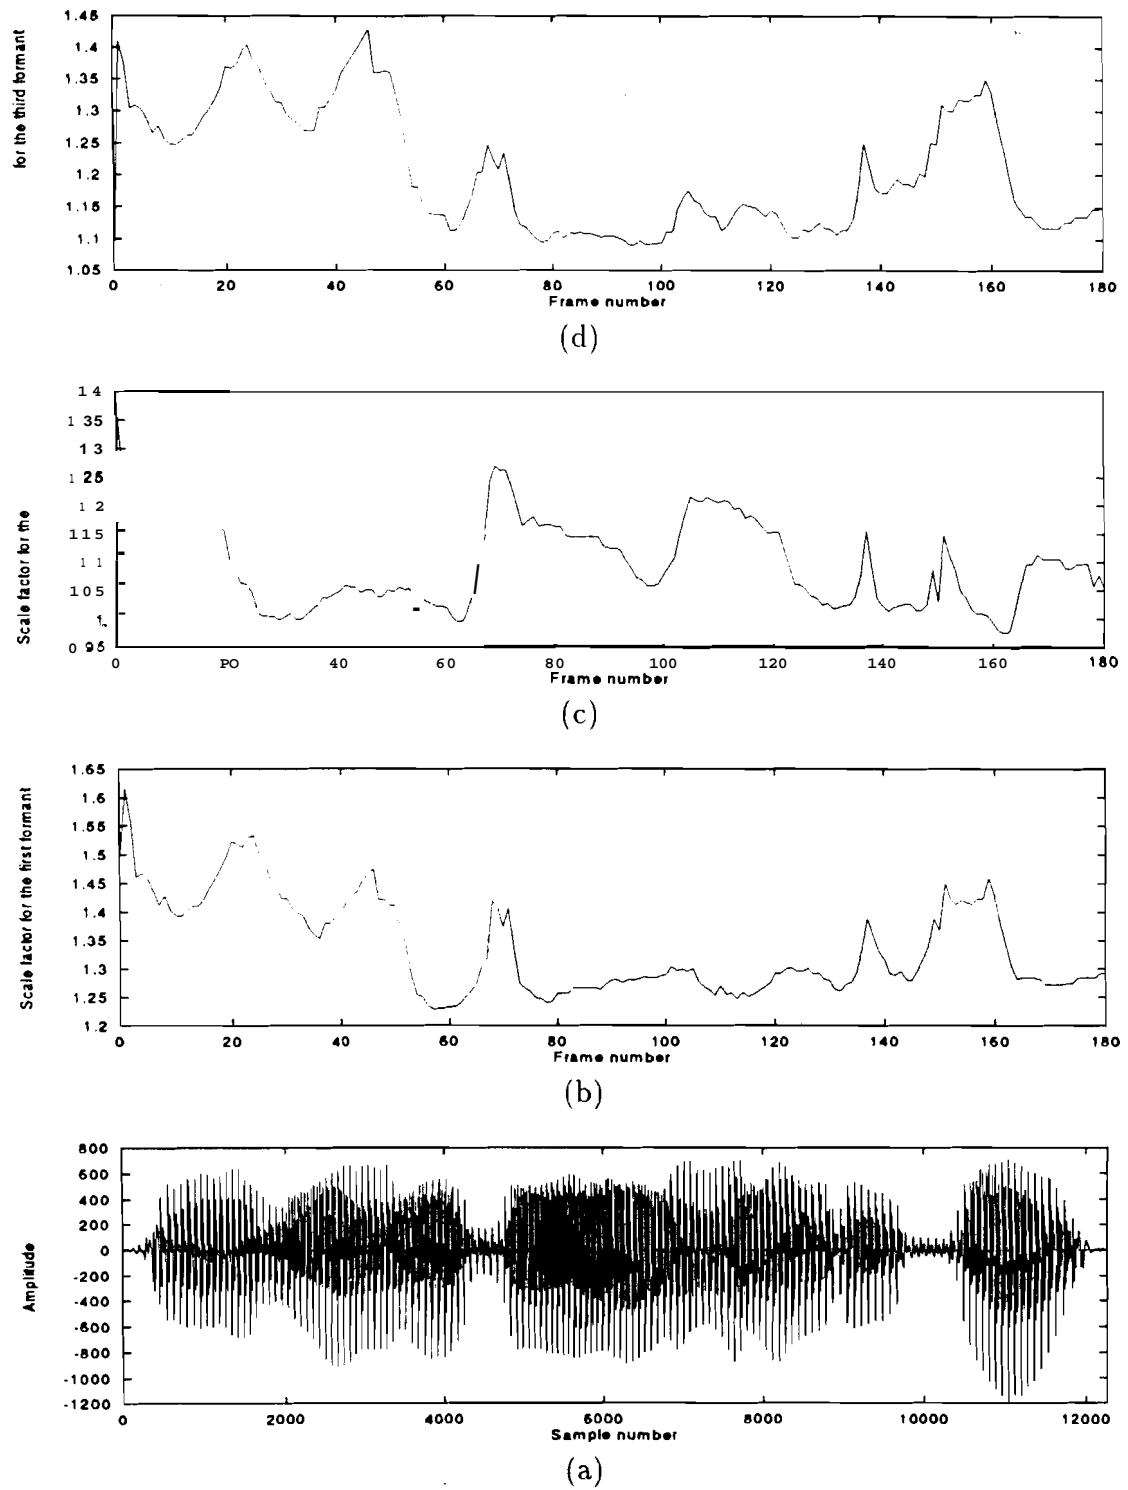 1.45
1.4
1.35
1.3
1.25
1.2
1.15
1.1
1.05
for the third formant
0 20 40 60 80 100 120 140 160 180
Frame number
(d)
1 4
1 35
1 3
1 25
1 2
1 15
1 1
1 05
1.
0 95
Scale factor for the
0 PO 40 60 80 100 120 140 160 180
Frame number
(c)
1.65
1.6
1.55
1.5
1.45
1.4
1.35
1.3
1.25
1.2
Scale factor for the first formant
0 20 40 60 80 100 120 140 160 180
Frame number
(b)
800
600
400
200
0
-200
-400
-600
-800
-1000
-1200
Amplitude
0 2000 4000 6000 8000 10000 12000
Sample number
(a)